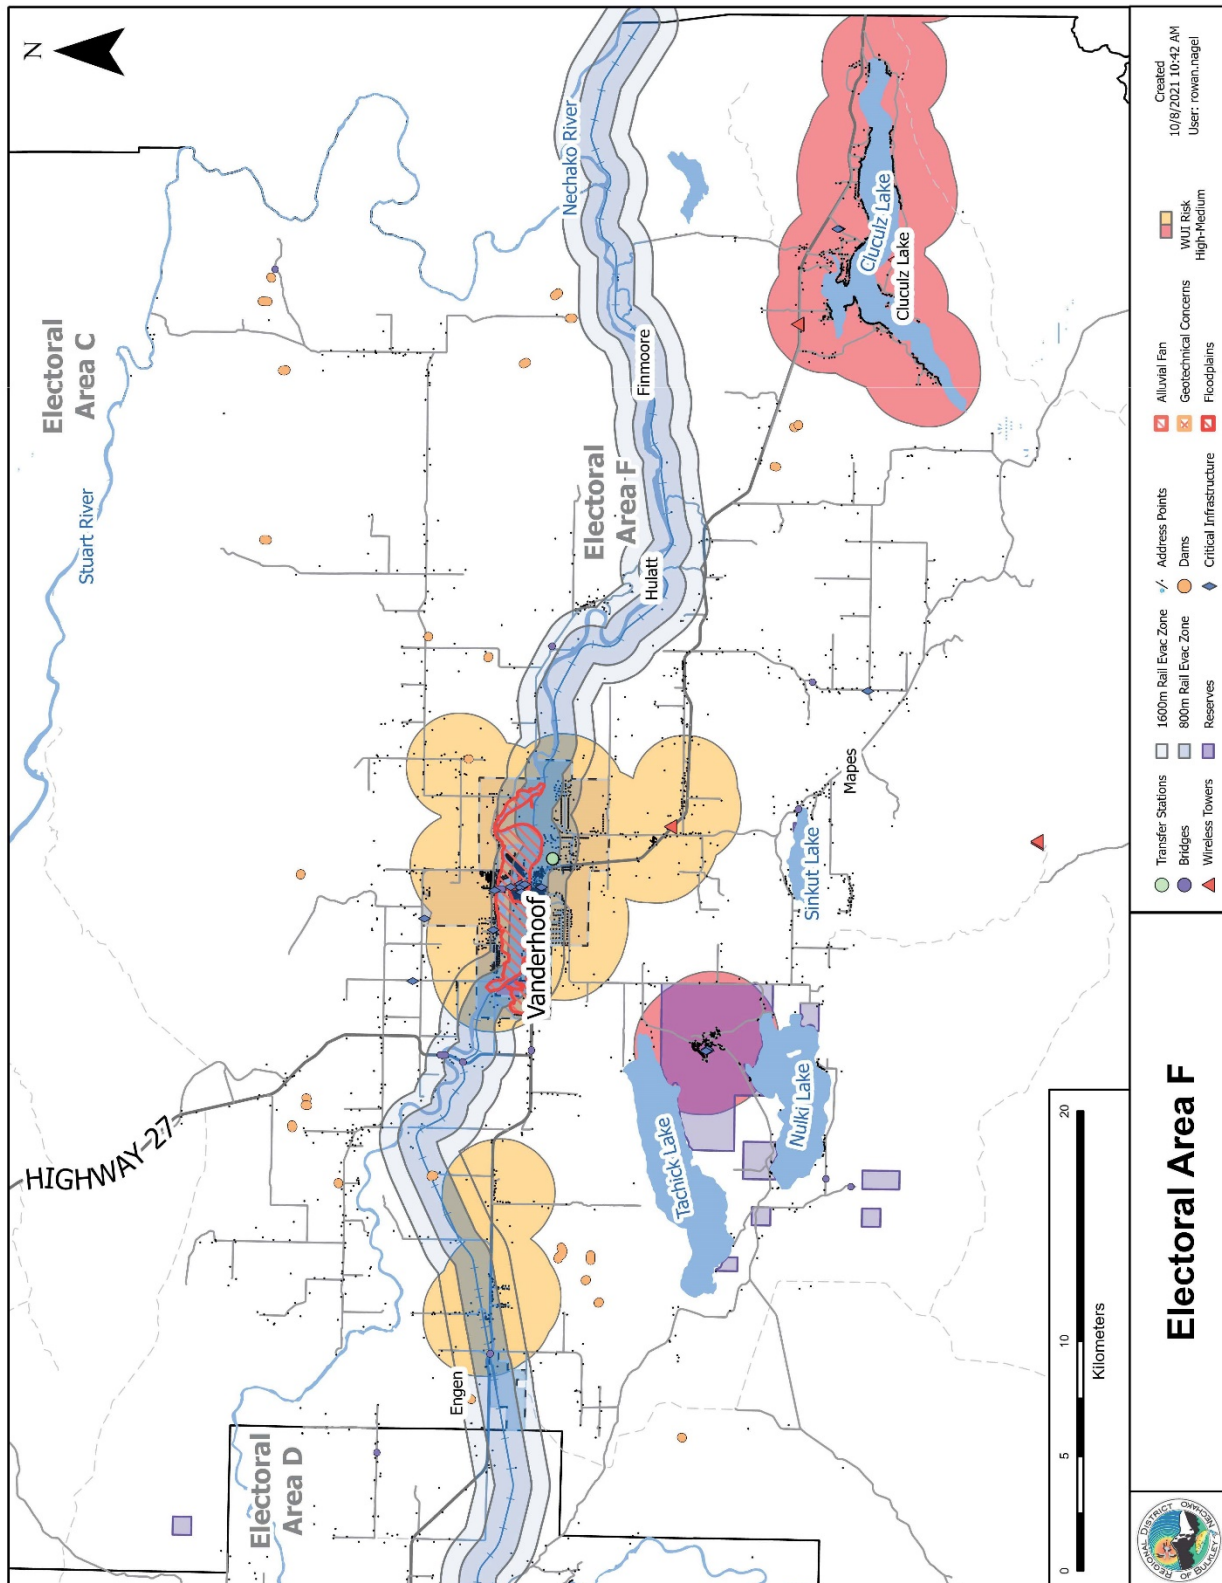 N
Electoral
Area C
Stuart River
Nechako River
HIGHWAY 27
Electoral
Area F
Finmoore
Hulatt
Cluculz Lake
Cluculz Lake
Vanderhoof
Engen
Electoral
Area D
Sinkut Lake
Mapes
Tachick Lake
Nulki Lake
0
5
10
20
Kilometers
REGIONAL DISTRICT
OF BULKLEY NECHAKO
Electoral Area F
Transfer Stations
Bridges
Wireless Towers
1600m Rail Evac Zone
800m Rail Evac Zone
Reserves
Address Points
Dams
Critical Infrastructure
Alluvial Fan
Geotechnical Concerns
Floodplains
WUI Risk
High-Medium
Created
10/8/2021 10:42 AM
User: rowan.nagel